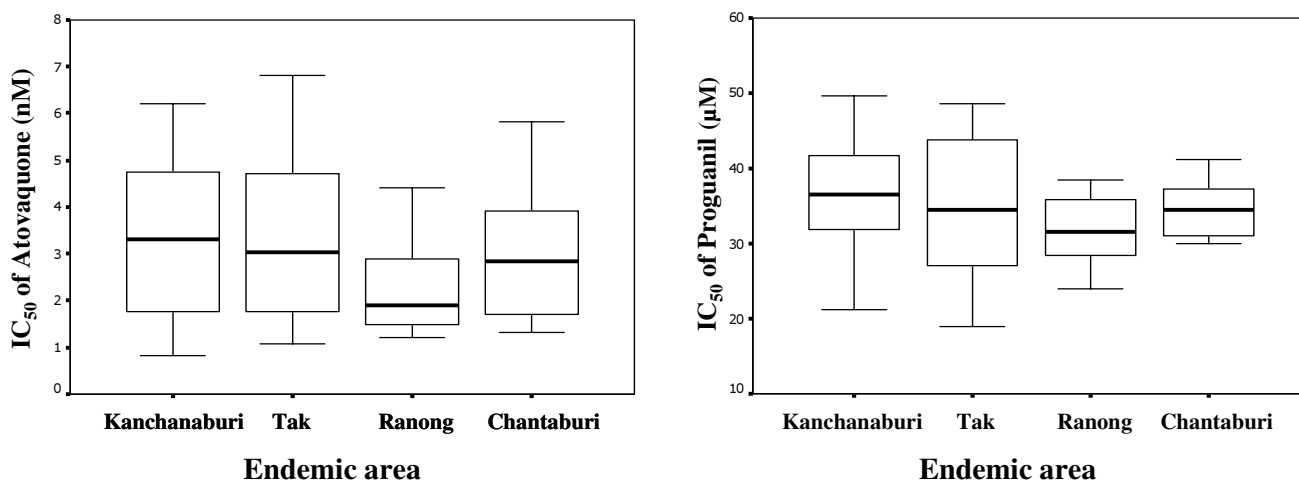 IC50 of Atovaquone (nM)
8
7
6
5
4
3
2
1
0
Kanchanaburi Tak Ranong Chantaburi
Endemic area
IC50 of Proguanil (µM)
60
50
40
30
20
10
Kanchanaburi Tak Ranong Chantaburi
Endemic area